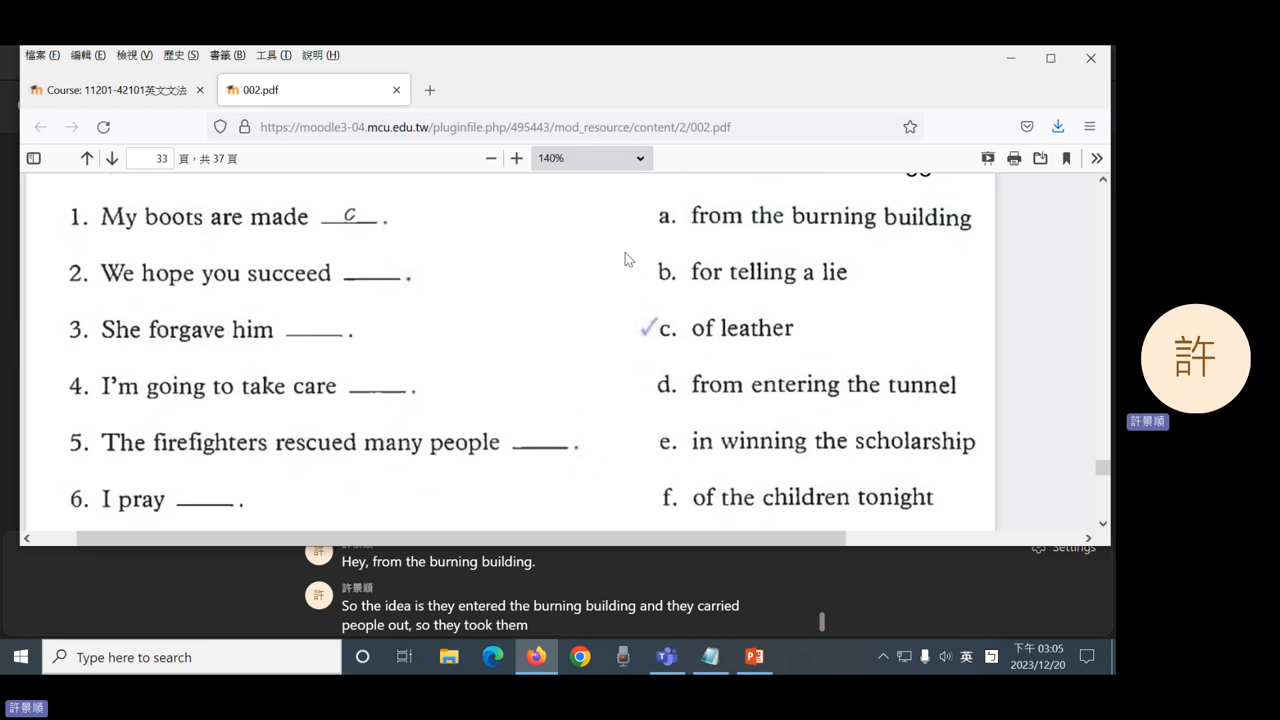 檔案(F) 編輯(E) 檢視(V) 歷史(S) 書籤(B) 工具(T) 說明(H)
Course: 11201-42101英文文法
002.pdf
https://moodle3-04.mcu.edu.tw/pluginfile.php/495443/mod_resource/content/2/002.pdf
33 頁，共 37 頁
140%
1. My boots are made __c__ . a. from the burning building
2. We hope you succeed ____ . b. for telling a lie
3. She forgave him ____ . ✓c. of leather
4. I'm going to take care ____ . d. from entering the tunnel
5. The firefighters rescued many people ____ . e. in winning the scholarship
6. I pray ____ . f. of the children tonight
許
許景順
許景順
Settings
許
Hey, from the burning building.
許景順
許
So the idea is they entered the burning building and they carried
people out, so they took them
Type here to search
英
下午 03:05
2023/12/20
許景順